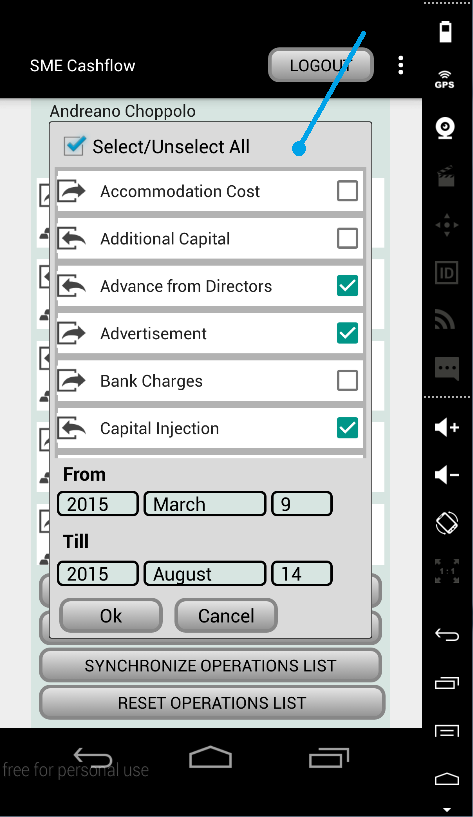 SME Cashflow
LOGOUT
GPS
Andreano Choppolo
Select/Unselect All
Accommodation Cost
Additional Capital
Advance from Directors
Advertisement
Bank Charges
Capital Injection
From
2015 March 9
Till
2015 August 14
Ok Cancel
SYNCHRONIZE OPERATIONS LIST
RESET OPERATIONS LIST
free for personal use
ID
1:1